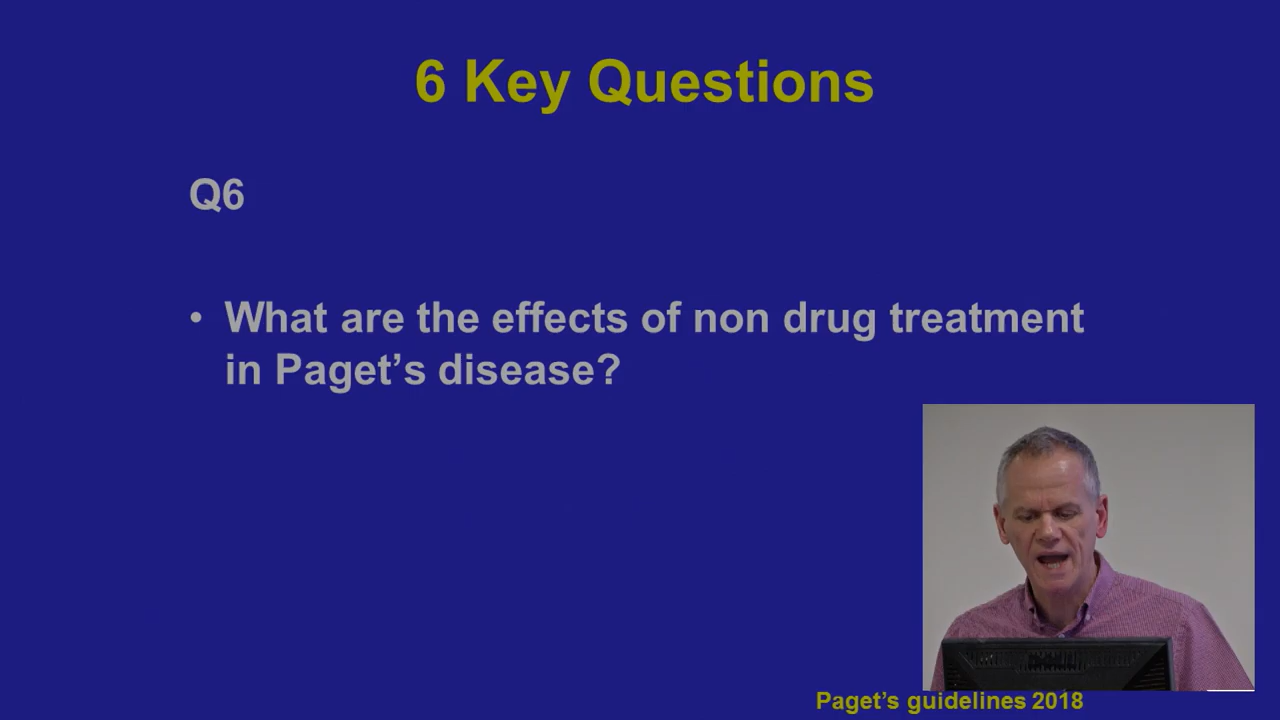 6 Key Questions
Q6
• What are the effects of non drug treatment
in Paget’s disease?
Paget’s guidelines 2018